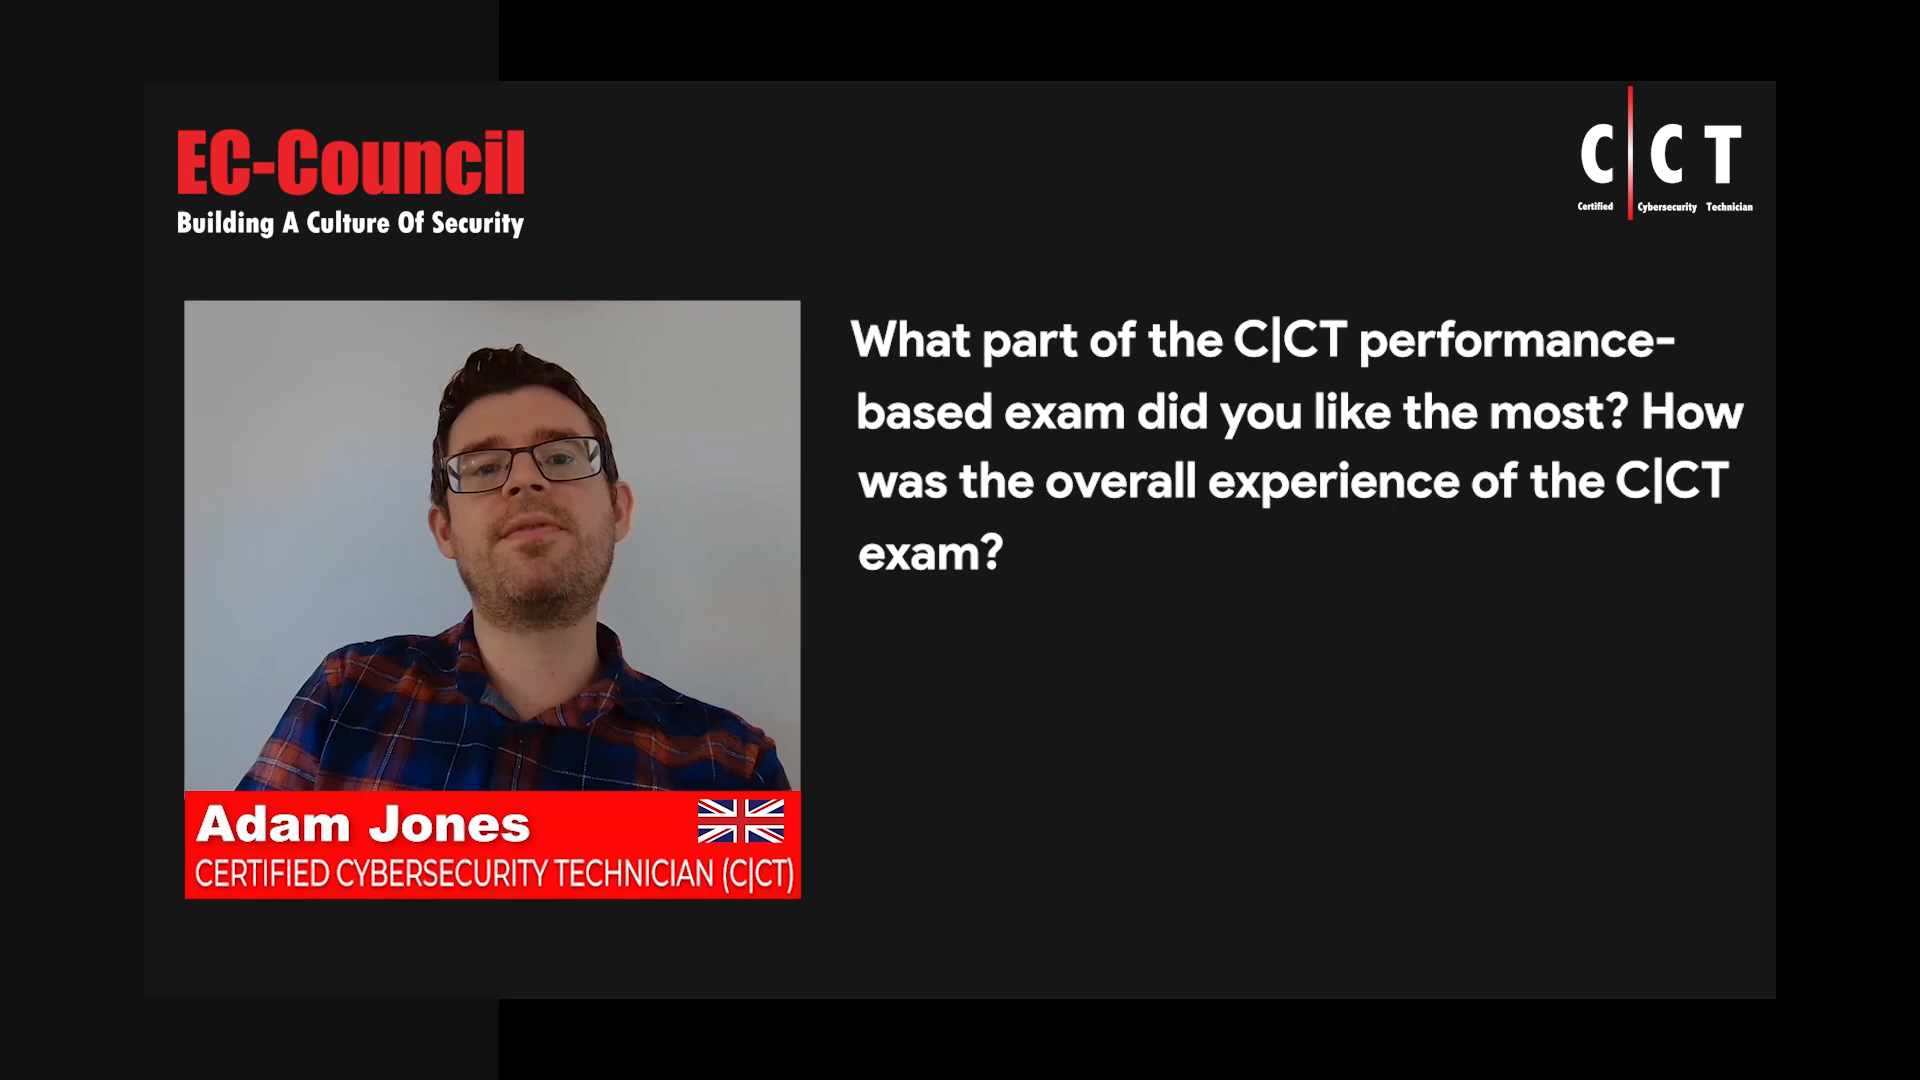 EC-Council
Building A Culture Of Security
C|CT
Certified Cybersecurity Technician
What part of the C|CT performance-
based exam did you like the most? How
was the overall experience of the C|CT
exam?
Adam Jones
CERTIFIED CYBERSECURITY TECHNICIAN (C|CT)